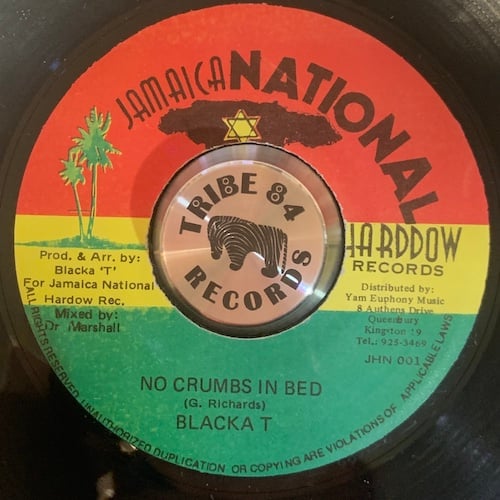 JAMAICA NATIONAL
HARDDOW
RECORDS
TRIBE 84
RECORDS
Prod. & Arr. by:
Blacka 'T'
For Jamaica National
Hardow Rec.
Mixed by:
Dr Marshall
Distributed by:
Yam Euphony Music
8 Authens Drive
Queenbury
Kingston 19
Tel.: 925-3469
JHN 001
NO CRUMBS IN BED
(G. Richards)
BLACKA T
ALL RIGHTS RESERVED. UNAUTHORIZED DUPLICATION OR COPYING ARE VIOLATIONS OF APPLICABLE LAWS